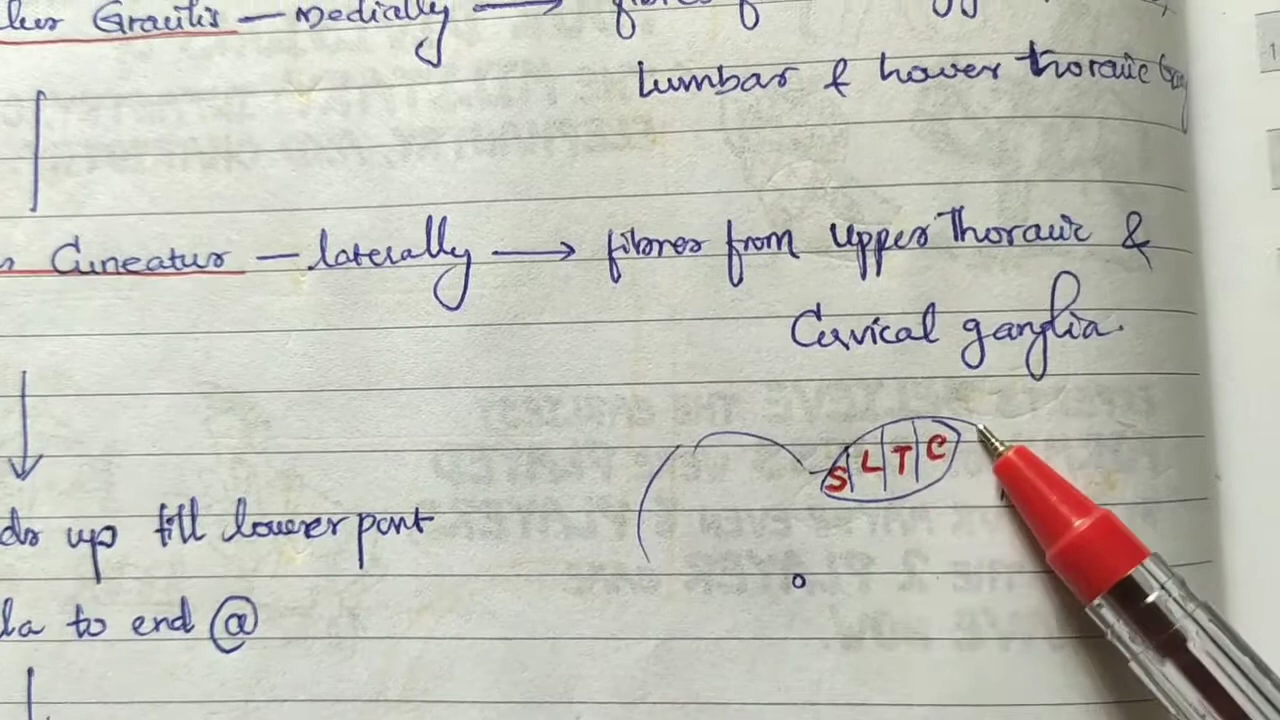 Gracilis — medially → fibres
lumbar & lower thoracic
Cuneatus — laterally → fibres from upper thoracic &
Cervical ganglia.
S L T C
up till lower part
to end @